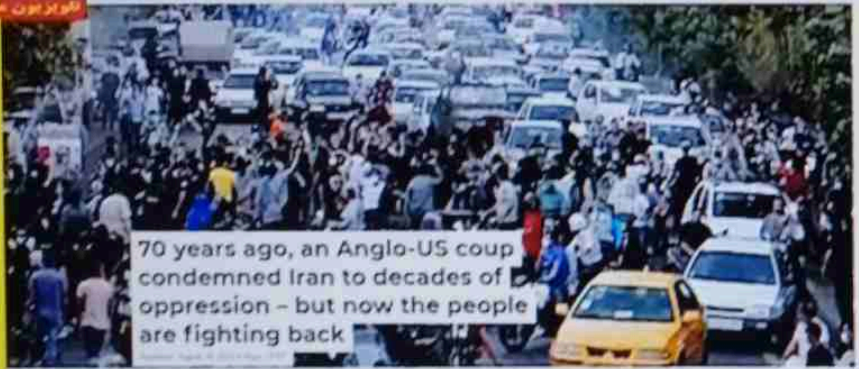 تلویزیون
70 years ago, an Anglo-US coup
condemned Iran to decades of
oppression – but now the people
are fighting back